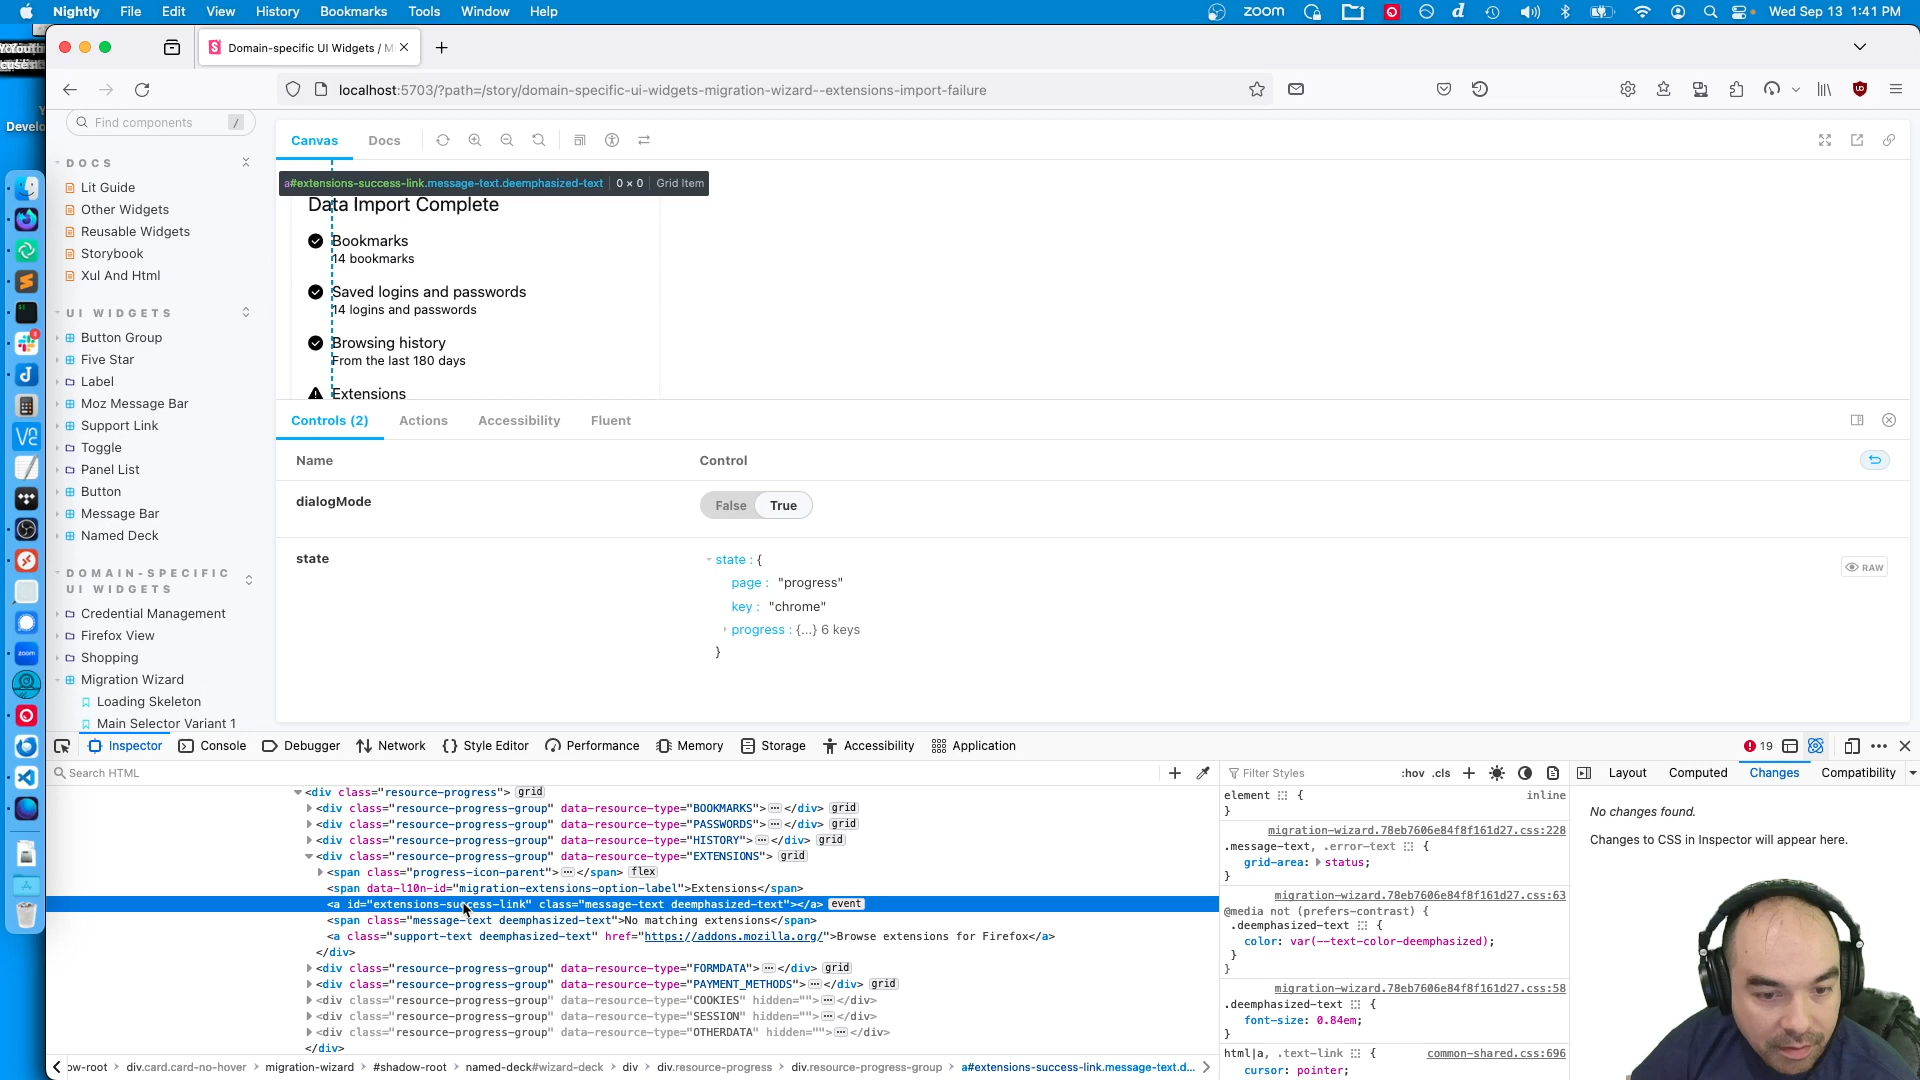 Nightly File Edit View History Bookmarks Tools Window Help zoom Wed Sep 13 1:41 PM
Domain-specific UI Widgets / M
localhost:5703/?path=/story/domain-specific-ui-widgets-migration-wizard--extensions-import-failure
Develo
Find components /
Canvas Docs
DOCS
Lit Guide
Other Widgets
Reusable Widgets
Storybook
Xul And Html
UI WIDGETS
Button Group
Five Star
Label
Moz Message Bar
Support Link
Toggle
Panel List
Button
Message Bar
Named Deck
DOMAIN-SPECIFIC
UI WIDGETS
Credential Management
Firefox View
Shopping
Migration Wizard
Loading Skeleton
Main Selector Variant 1
a#extensions-success-link.message-text.deemphasized-text 0 × 0 Grid Item
Data Import Complete
Bookmarks
14 bookmarks
Saved logins and passwords
14 logins and passwords
Browsing history
From the last 180 days
Extensions
Controls (2) Actions Accessibility Fluent
Name Control
dialogMode False True
state state : {
page : "progress"
key : "chrome"
progress : {...} 6 keys
}
RAW
Inspector Console Debugger Network Style Editor Performance Memory Storage Accessibility Application 19
Search HTML
<div class="resource-progress"> grid
<div class="resource-progress-group" data-resource-type="BOOKMARKS"> </div> grid
<div class="resource-progress-group" data-resource-type="PASSWORDS"> </div> grid
<div class="resource-progress-group" data-resource-type="HISTORY"> </div> grid
<div class="resource-progress-group" data-resource-type="EXTENSIONS"> grid
<span class="progress-icon-parent"> </span> flex
<span data-l10n-id="migration-extensions-option-label">Extensions</span>
<a id="extensions-success-link" class="message-text deemphasized-text"></a> event
<span class="message-text deemphasized-text">No matching extensions</span>
<a class="support-text deemphasized-text" href="https://addons.mozilla.org/">Browse extensions for Firefox</a>
</div>
<div class="resource-progress-group" data-resource-type="FORMDATA"> </div> grid
<div class="resource-progress-group" data-resource-type="PAYMENT_METHODS"> </div> grid
<div class="resource-progress-group" data-resource-type="COOKIES" hidden=""> </div>
<div class="resource-progress-group" data-resource-type="SESSION" hidden=""> </div>
<div class="resource-progress-group" data-resource-type="OTHERDATA" hidden=""> </div>
</div>
ow-root div.card.card-no-hover migration-wizard #shadow-root named-deck#wizard-deck div div.resource-progress div.resource-progress-group a#extensions-success-link.message-text.d...
Filter Styles :hov .cls
element { inline
}
migration-wizard.78eb7606e84f8f161d27.css:228
.message-text, .error-text {
grid-area: status;
}
migration-wizard.78eb7606e84f8f161d27.css:63
@media not (prefers-contrast) {
.deemphasized-text {
color: var(--text-color-deemphasized);
}
}
migration-wizard.78eb7606e84f8f161d27.css:58
.deemphasized-text {
font-size: 0.84em;
}
html|a, .text-link { common-shared.css:696
cursor: pointer;
Layout Computed Changes Compatibility
No changes found.
Changes to CSS in Inspector will appear here.